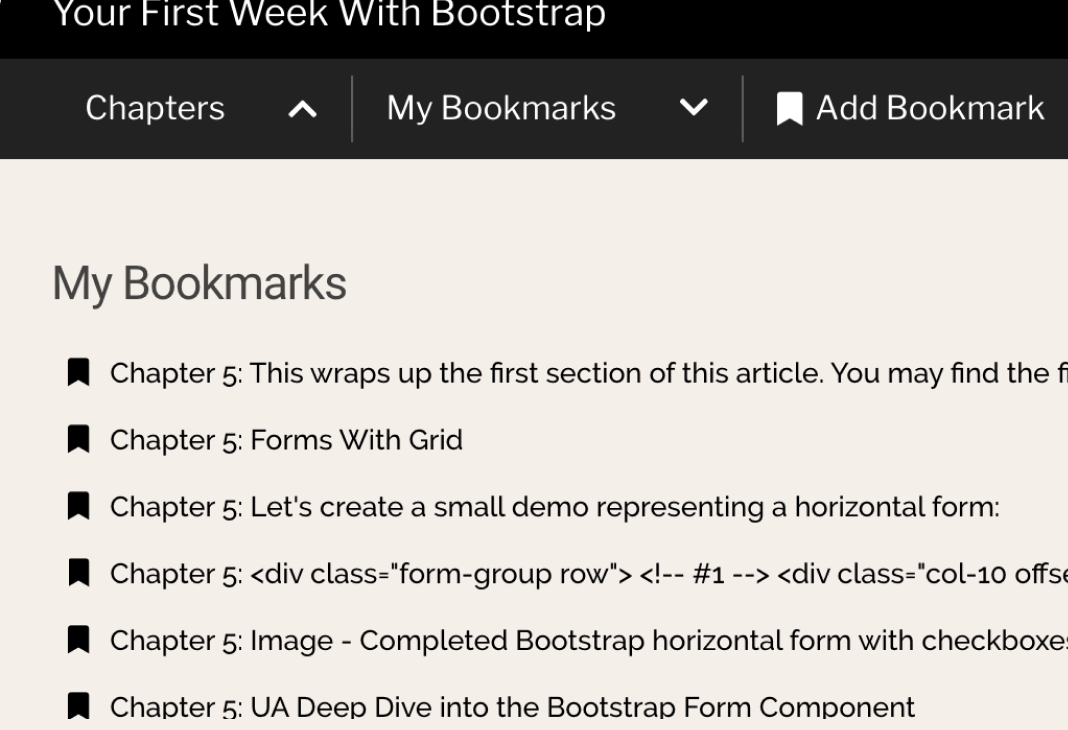 Your First Week With Bootstrap
Chapters My Bookmarks Add Bookmark
My Bookmarks
Chapter 5: This wraps up the first section of this article. You may find the
Chapter 5: Forms With Grid
Chapter 5: Let's create a small demo representing a horizontal form:
Chapter 5: <div class="form-group row"> <!-- #1 --> <div class="col-10 offse
Chapter 5: Image - Completed Bootstrap horizontal form with checkboxes
Chapter 5: UA Deep Dive into the Bootstrap Form Component